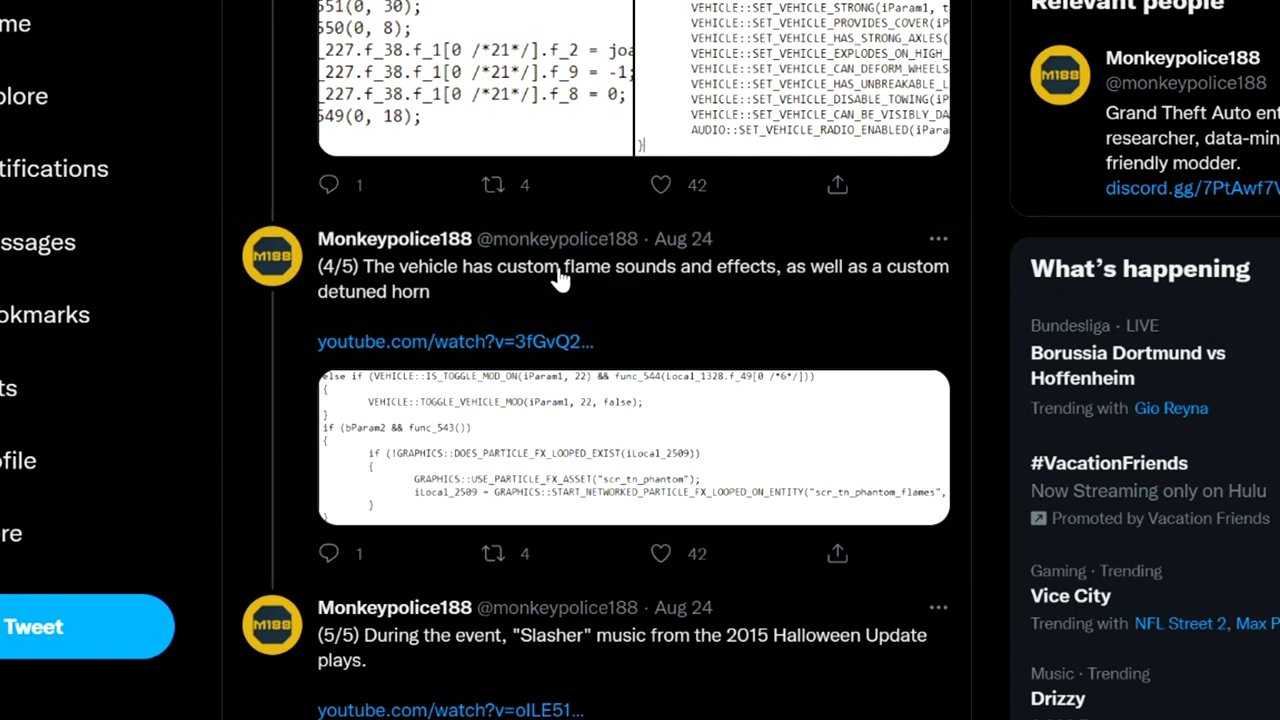 ome
plore
tifications
ssages
okmarks
ts
ofile
ore
Tweet
551(0, 30);
550(0, 8);
_227.f_38.f_1[0 /*21*/].f_2 = joa
_227.f_38.f_1[0 /*21*/].f_9 = -1;
_227.f_38.f_1[0 /*21*/].f_8 = 0;
549(0, 18);
VEHICLE::SET_VEHICLE_STRONG(iParam1, t
VEHICLE::SET_VEHICLE_PROVIDES_COVER(iP
VEHICLE::SET_VEHICLE_HAS_STRONG_AXLES(
VEHICLE::SET_VEHICLE_EXPLODES_ON_HIGH_
VEHICLE::SET_VEHICLE_CAN_DEFORM_WHEELS
VEHICLE::SET_VEHICLE_HAS_UNBREAKABLE_L
VEHICLE::SET_VEHICLE_DISABLE_TOWING(iP
VEHICLE::SET_VEHICLE_CAN_BE_VISIBLY_DA
AUDIO::SET_VEHICLE_RADIO_ENABLED(iPara
}
1 4 42
M188
Monkeypolice188 @monkeypolice188 · Aug 24
(4/5) The vehicle has custom flame sounds and effects, as well as a custom
detuned horn
youtube.com/watch?v=3fGvQ2...
else if (VEHICLE::IS_TOGGLE_MOD_ON(iParam1, 22) && func_544(Local_1328.f_49[0 /*6*/]))
{
VEHICLE::TOGGLE_VEHICLE_MOD(iParam1, 22, false);
}
if (bParam2 && func_543())
{
if (!GRAPHICS::DOES_PARTICLE_FX_LOOPED_EXIST(iLocal_2509))
{
GRAPHICS::USE_PARTICLE_FX_ASSET("scr_tn_phantom");
iLocal_2509 = GRAPHICS::START_NETWORKED_PARTICLE_FX_LOOPED_ON_ENTITY("scr_tn_phantom_flames",
}
}
1 4 42
M188
Monkeypolice188 @monkeypolice188 · Aug 24
(5/5) During the event, "Slasher" music from the 2015 Halloween Update
plays.
youtube.com/watch?v=oILE51...
Relevant people
M188
Monkeypolice188
@monkeypolice188
Grand Theft Auto ent
researcher, data-min
friendly modder.
discord.gg/7PtAwf7V
What's happening
Bundesliga · LIVE
Borussia Dortmund vs
Hoffenheim
Trending with Gio Reyna
#VacationFriends
Now Streaming only on Hulu
Promoted by Vacation Friends
Gaming · Trending
Vice City
Trending with NFL Street 2, Max P
Music · Trending
Drizzy